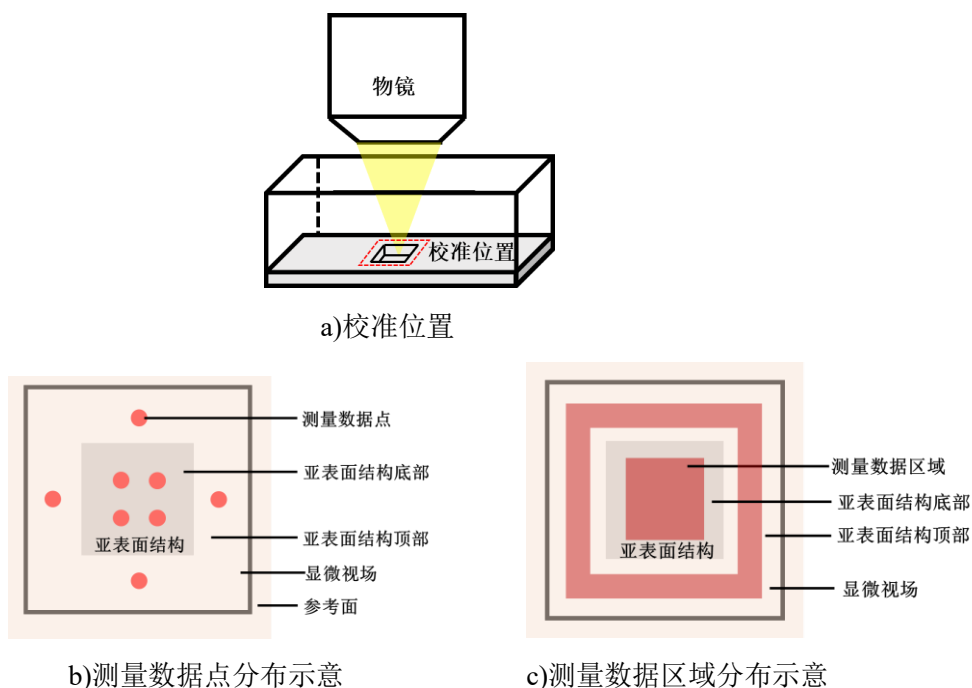 物镜
校准位置
a)校准位置
测量数据点
亚表面结构底部
亚表面结构
亚表面结构顶部
显微视场
参考面
b)测量数据点分布示意
测量数据区域
亚表面结构底部
亚表面结构顶部
亚表面结构
显微视场
c)测量数据区域分布示意